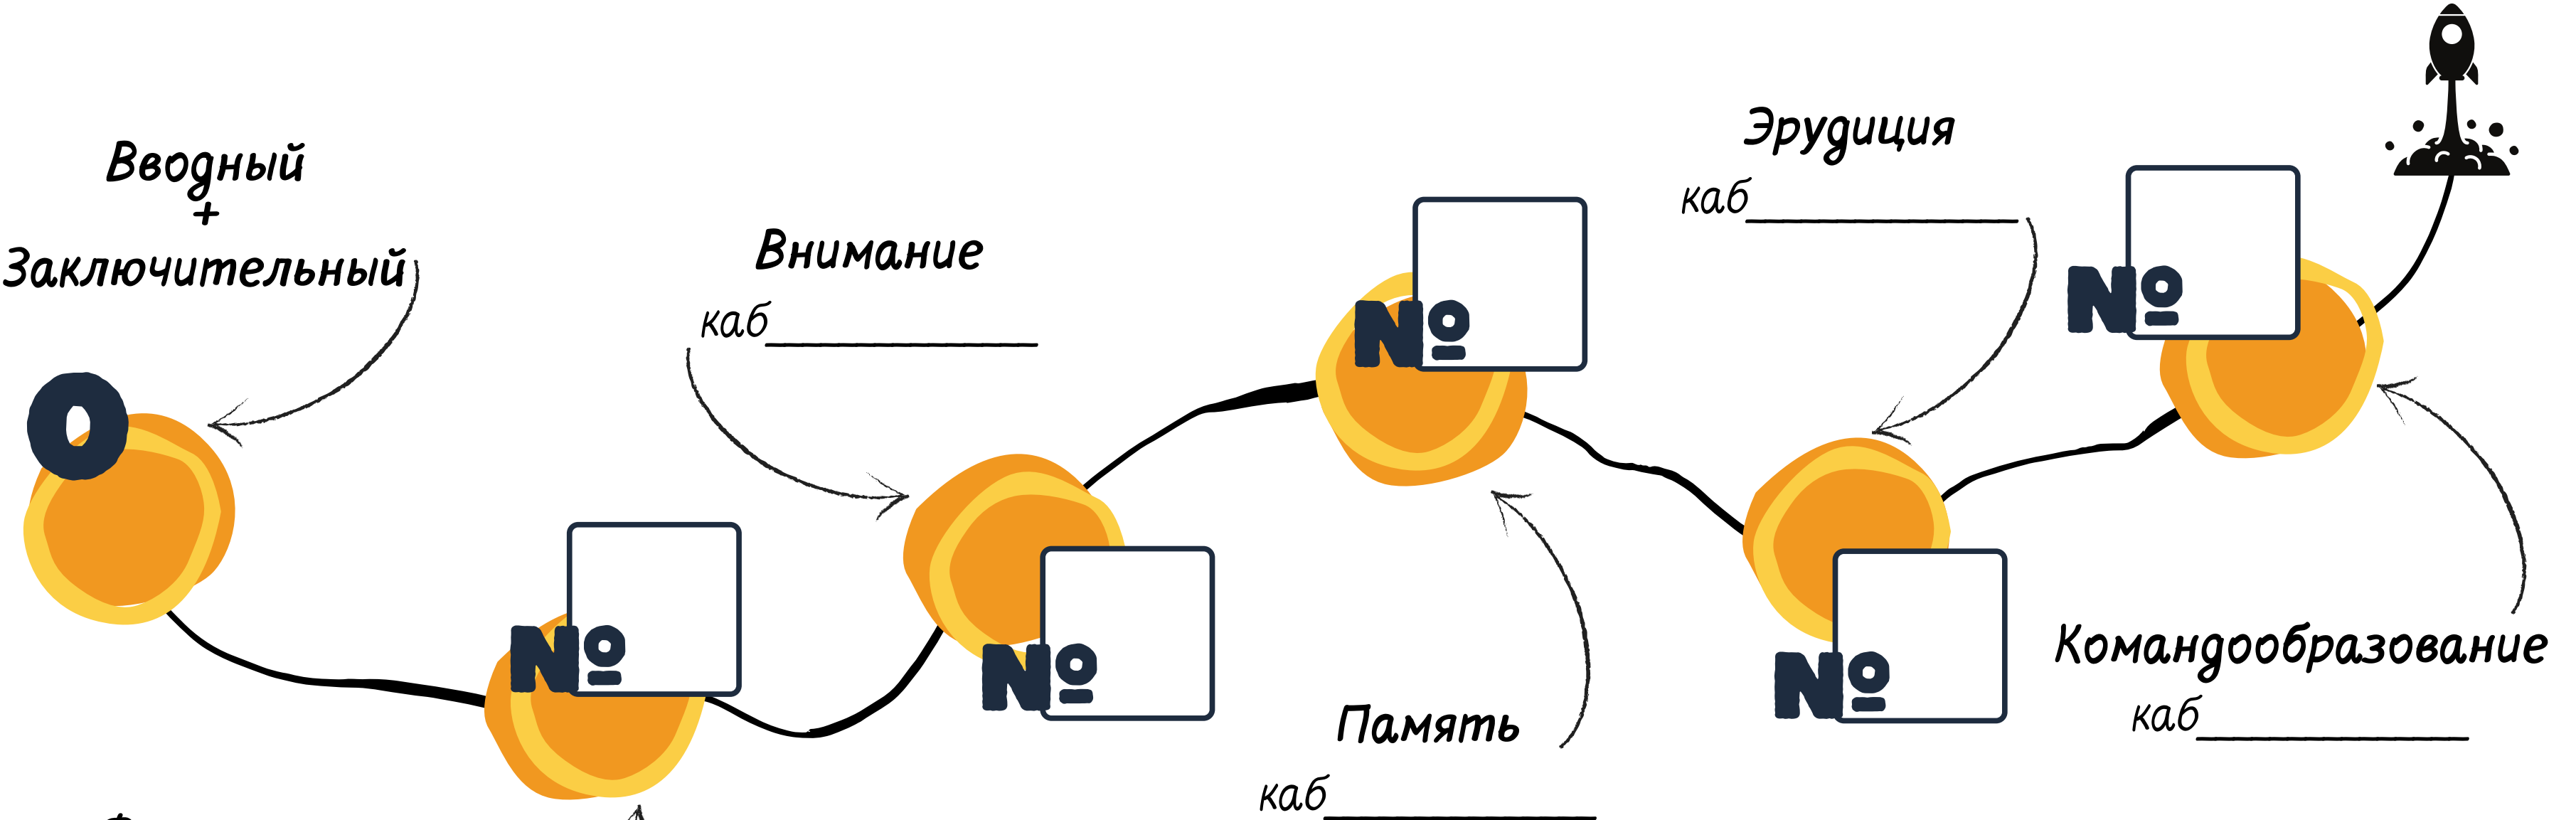 Вводный
+
Заключительный
0
№
Внимание
каб
№
№
Память
каб
Эрудиция
каб
№
№
Командообразование
каб